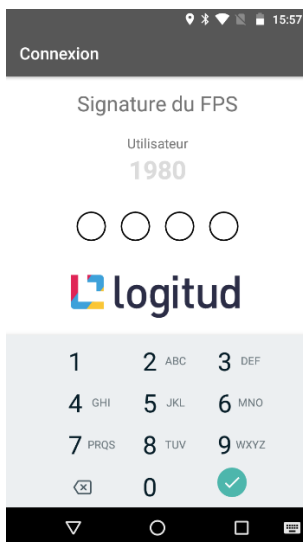 15:57
Connexion
Signature du FPS
Utilisateur
1980
logitud
1 2 ABC 3 DEF
4 GHI 5 JKL 6 MNO
7 PRQS 8 TUV 9 WXYZ
0